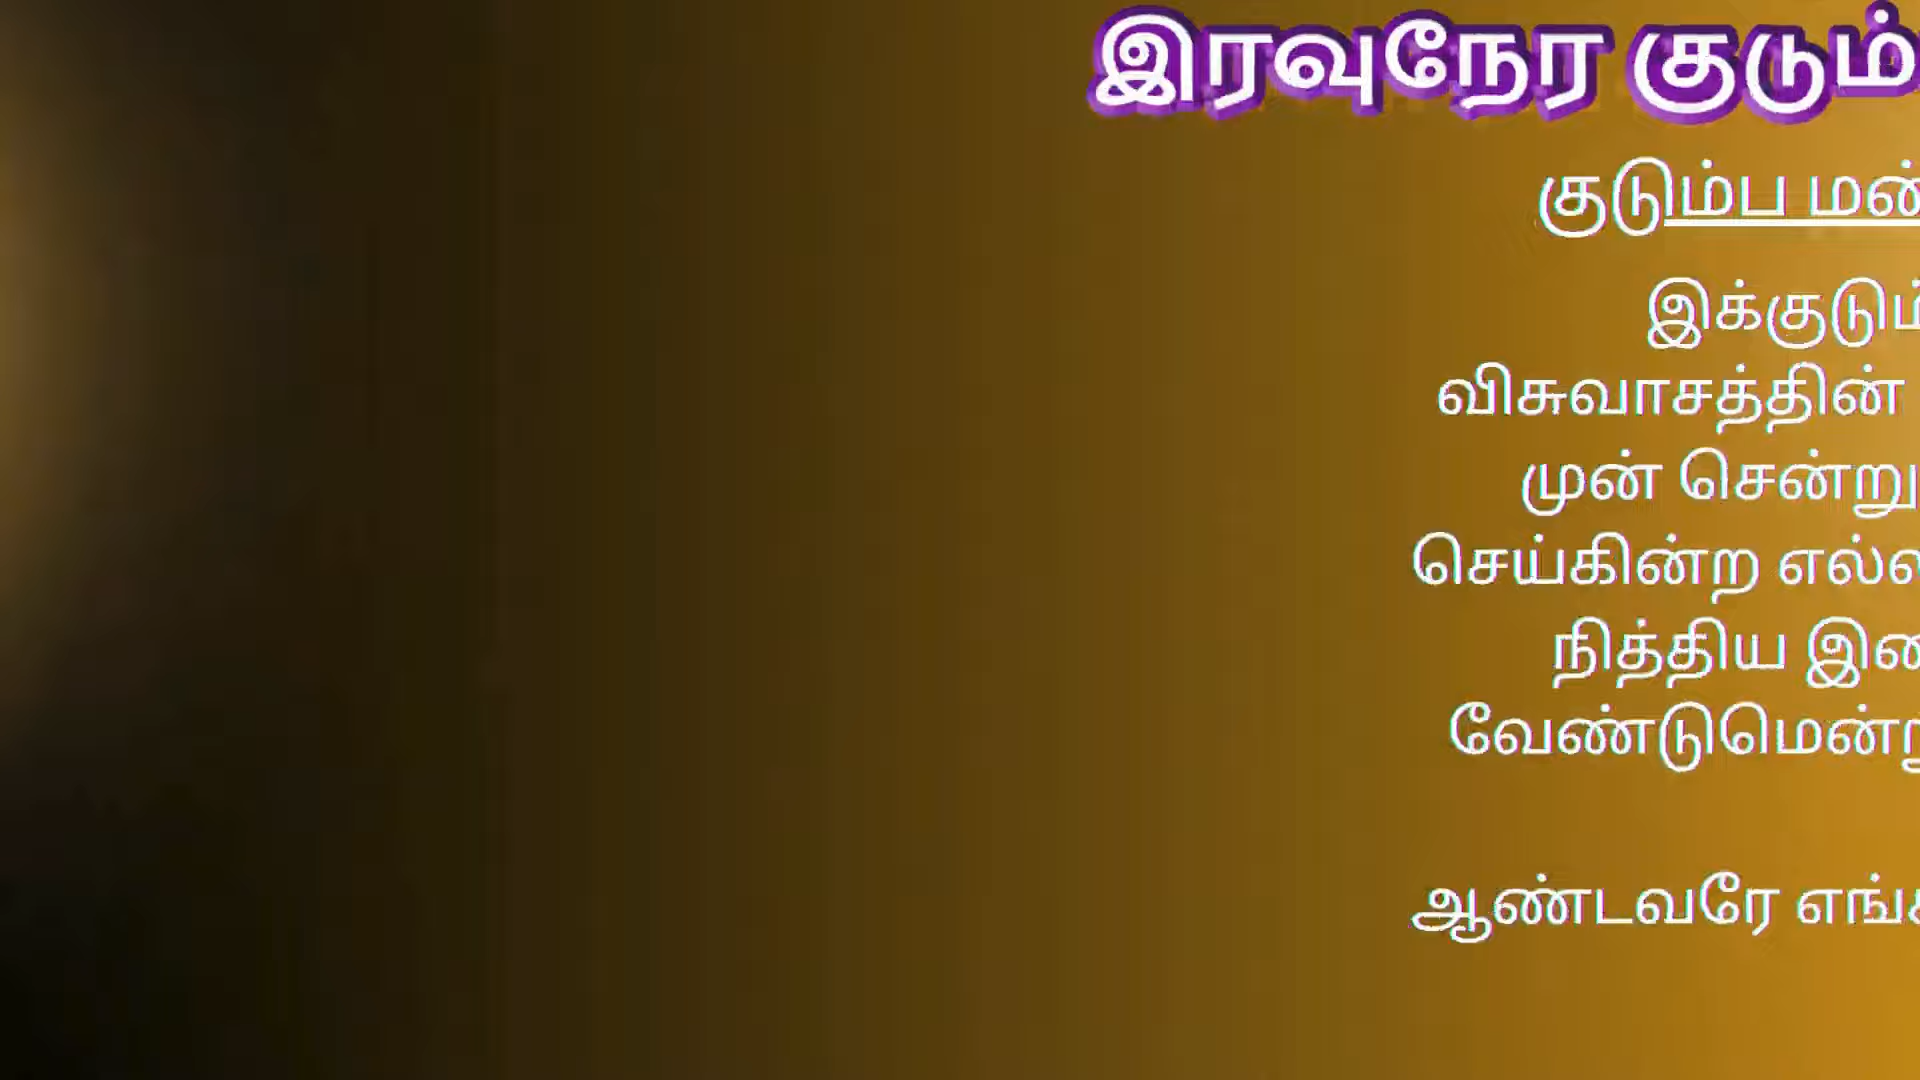 இரவுநேர குடும்
குடும்ப மன்
இக்குடும்
விசுவாசத்தின்
முன் சென்று
செய்கின்ற எல்ல
நித்திய இ
வேண்டுமென்று
ஆண்டவரே எங்க